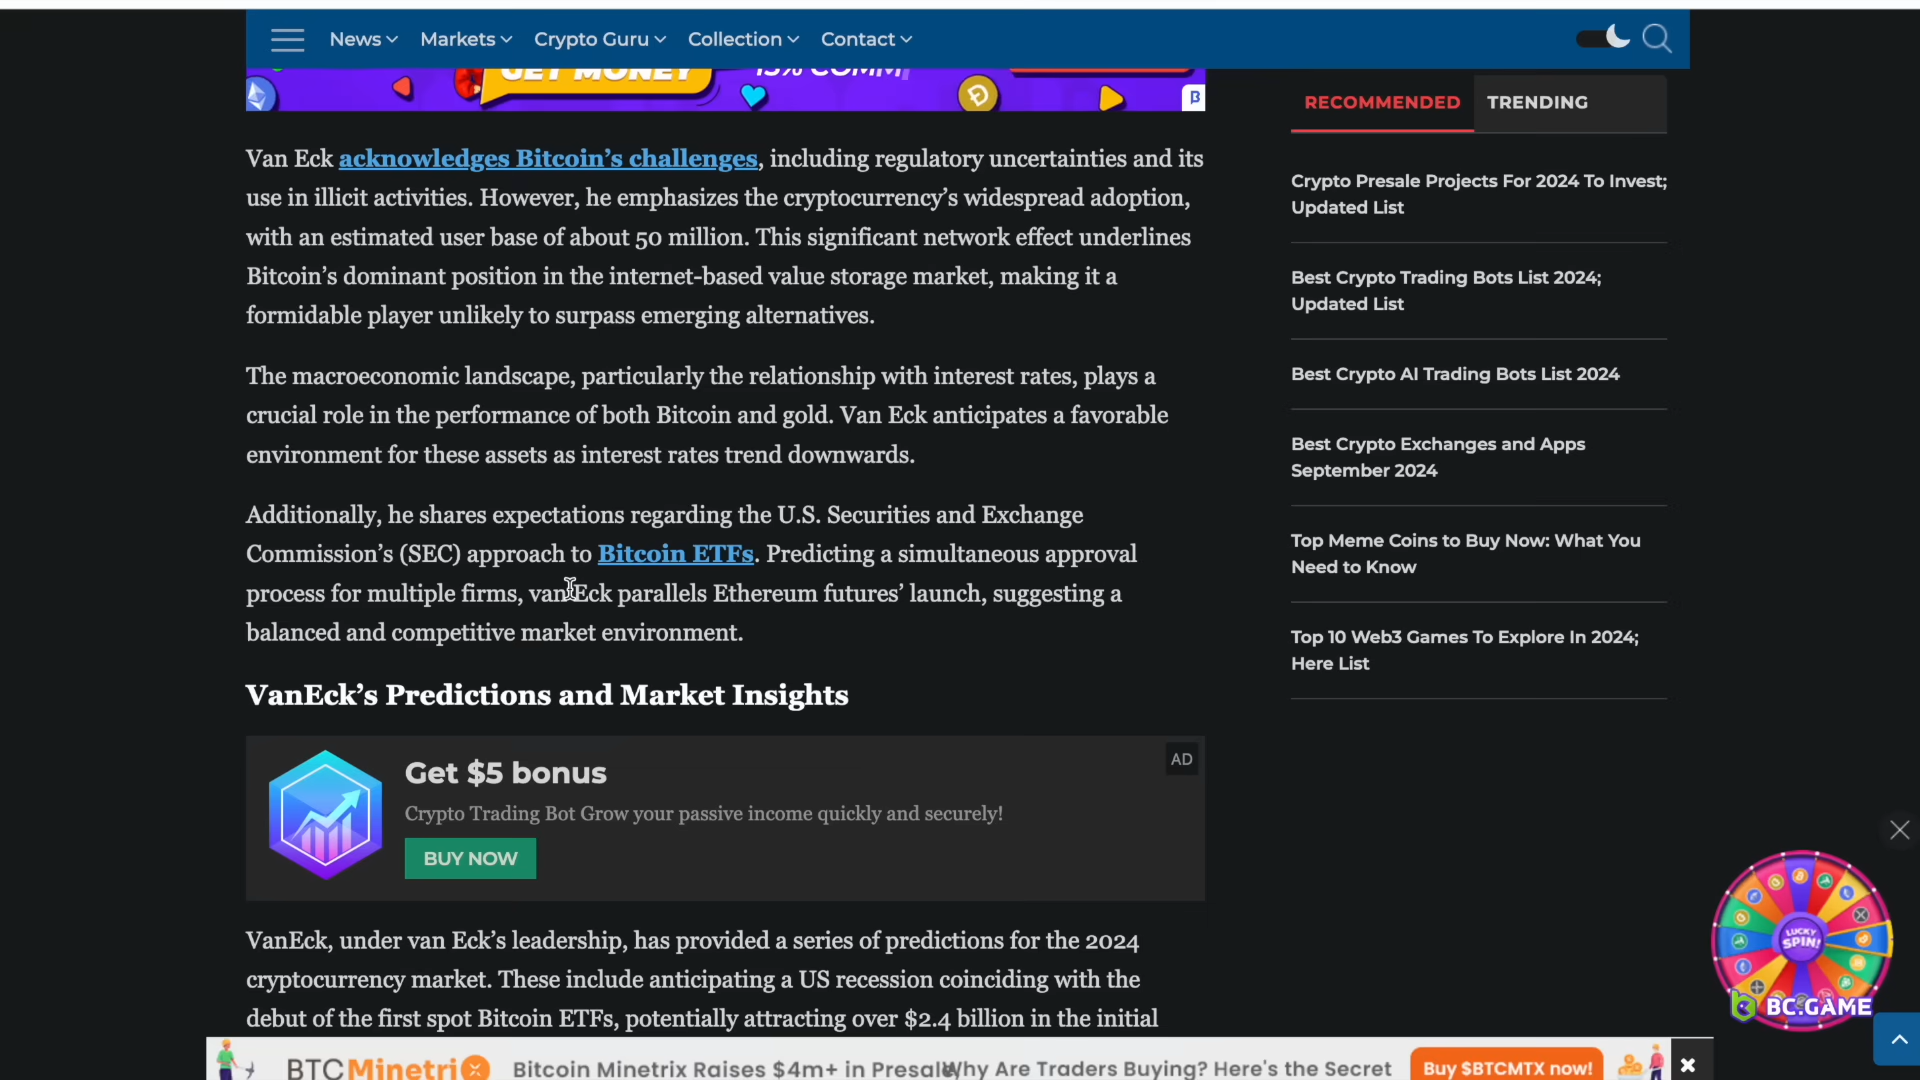 News
Markets
Crypto Guru
Collection
Contact
GET MONEY
15% COMM
RECOMMENDED
TRENDING
Van Eck acknowledges Bitcoin’s challenges, including regulatory uncertainties and its
use in illicit activities. However, he emphasizes the cryptocurrency’s widespread adoption,
with an estimated user base of about 50 million. This significant network effect underlines
Bitcoin’s dominant position in the internet-based value storage market, making it a
formidable player unlikely to surpass emerging alternatives.
The macroeconomic landscape, particularly the relationship with interest rates, plays a
crucial role in the performance of both Bitcoin and gold. Van Eck anticipates a favorable
environment for these assets as interest rates trend downwards.
Additionally, he shares expectations regarding the U.S. Securities and Exchange
Commission’s (SEC) approach to Bitcoin ETFs. Predicting a simultaneous approval
process for multiple firms, van Eck parallels Ethereum futures’ launch, suggesting a
balanced and competitive market environment.
VanEck’s Predictions and Market Insights
Get $5 bonus
AD
Crypto Trading Bot Grow your passive income quickly and securely!
BUY NOW
VanEck, under van Eck’s leadership, has provided a series of predictions for the 2024
cryptocurrency market. These include anticipating a US recession coinciding with the
debut of the first spot Bitcoin ETFs, potentially attracting over $2.4 billion in the initial
Crypto Presale Projects For 2024 To Invest;
Updated List
Best Crypto Trading Bots List 2024;
Updated List
Best Crypto AI Trading Bots List 2024
Best Crypto Exchanges and Apps
September 2024
Top Meme Coins to Buy Now: What You
Need to Know
Top 10 Web3 Games To Explore In 2024;
Here List
LUCKY
SPIN!
BC.GAME
BTCMinetrix
Bitcoin Minetrix Raises $4m+ in Presale
Why Are Traders Buying? Here's the Secret
Buy $BTCMTX now!